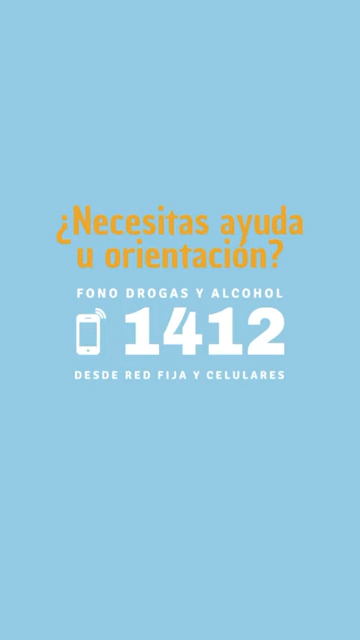 ¿Necesitas ayuda
u orientación?
FONO DROGAS Y ALCOHOL
1412
DESDE RED FIJA Y CELULARES